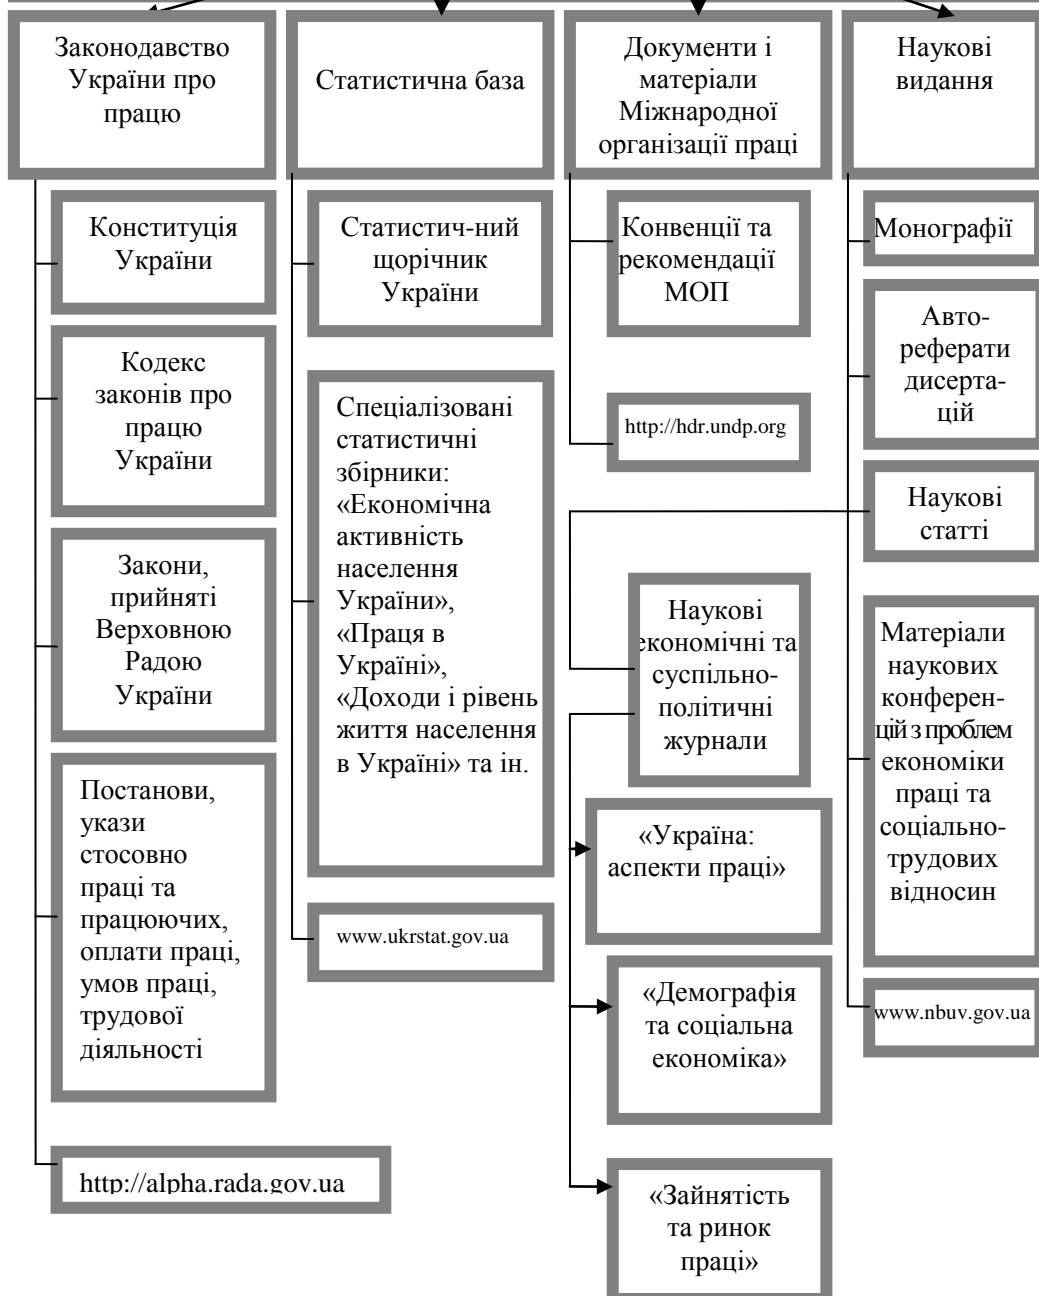 Законодавство
України про
працю
Статистична база
Документи і
матеріали
Міжнародної
організації праці
Наукові
видання
Конституція
України
Кодекс
законів про
працю
України
Закони,
прийняті
Верховною
Радою
України
Постанови,
укази
стосовно
праці та
працюючих,
оплати праці,
умов праці,
трудової
діяльності
http://alpha.rada.gov.ua
Статистич-ний
щорічник
України
Спеціалізовані
статистичні
збірники:
«Економічна
активність
населення
України»,
«Праця в
Україні»,
«Доходи і рівень
життя населення
в Україні» та ін.
www.ukrstat.gov.ua
Конвенції та
рекомендації
МОП
http://hdr.undp.org
Монографії
Авто-
реферати
дисерта-
цій
Наукові
статті
Наукові
економічні та
суспільно-
політичні
журнали
«Україна:
аспекти праці»
«Демографія
та соціальна
економіка»
«Зайнятість
та ринок
праці»
Матеріали
наукових
конферен-
цій з проблем
економіки
праці та
соціально-
трудових
відносин
www.nbuv.gov.ua